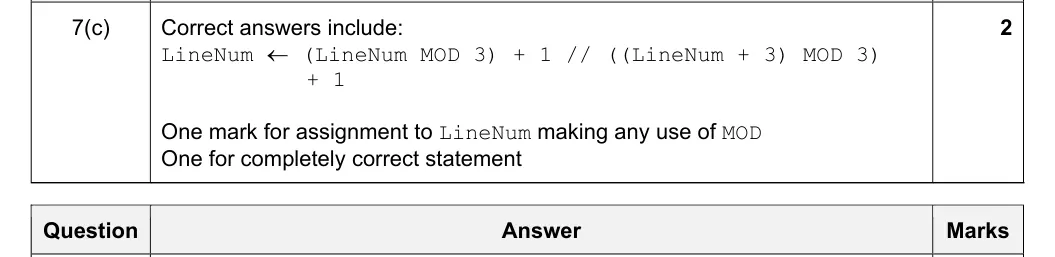 7(c) Correct answers include: 2
LineNum ← (LineNum MOD 3) + 1 // ((LineNum + 3) MOD 3)
+ 1
One mark for assignment to LineNum making any use of MOD
One for completely correct statement
Question Answer Marks